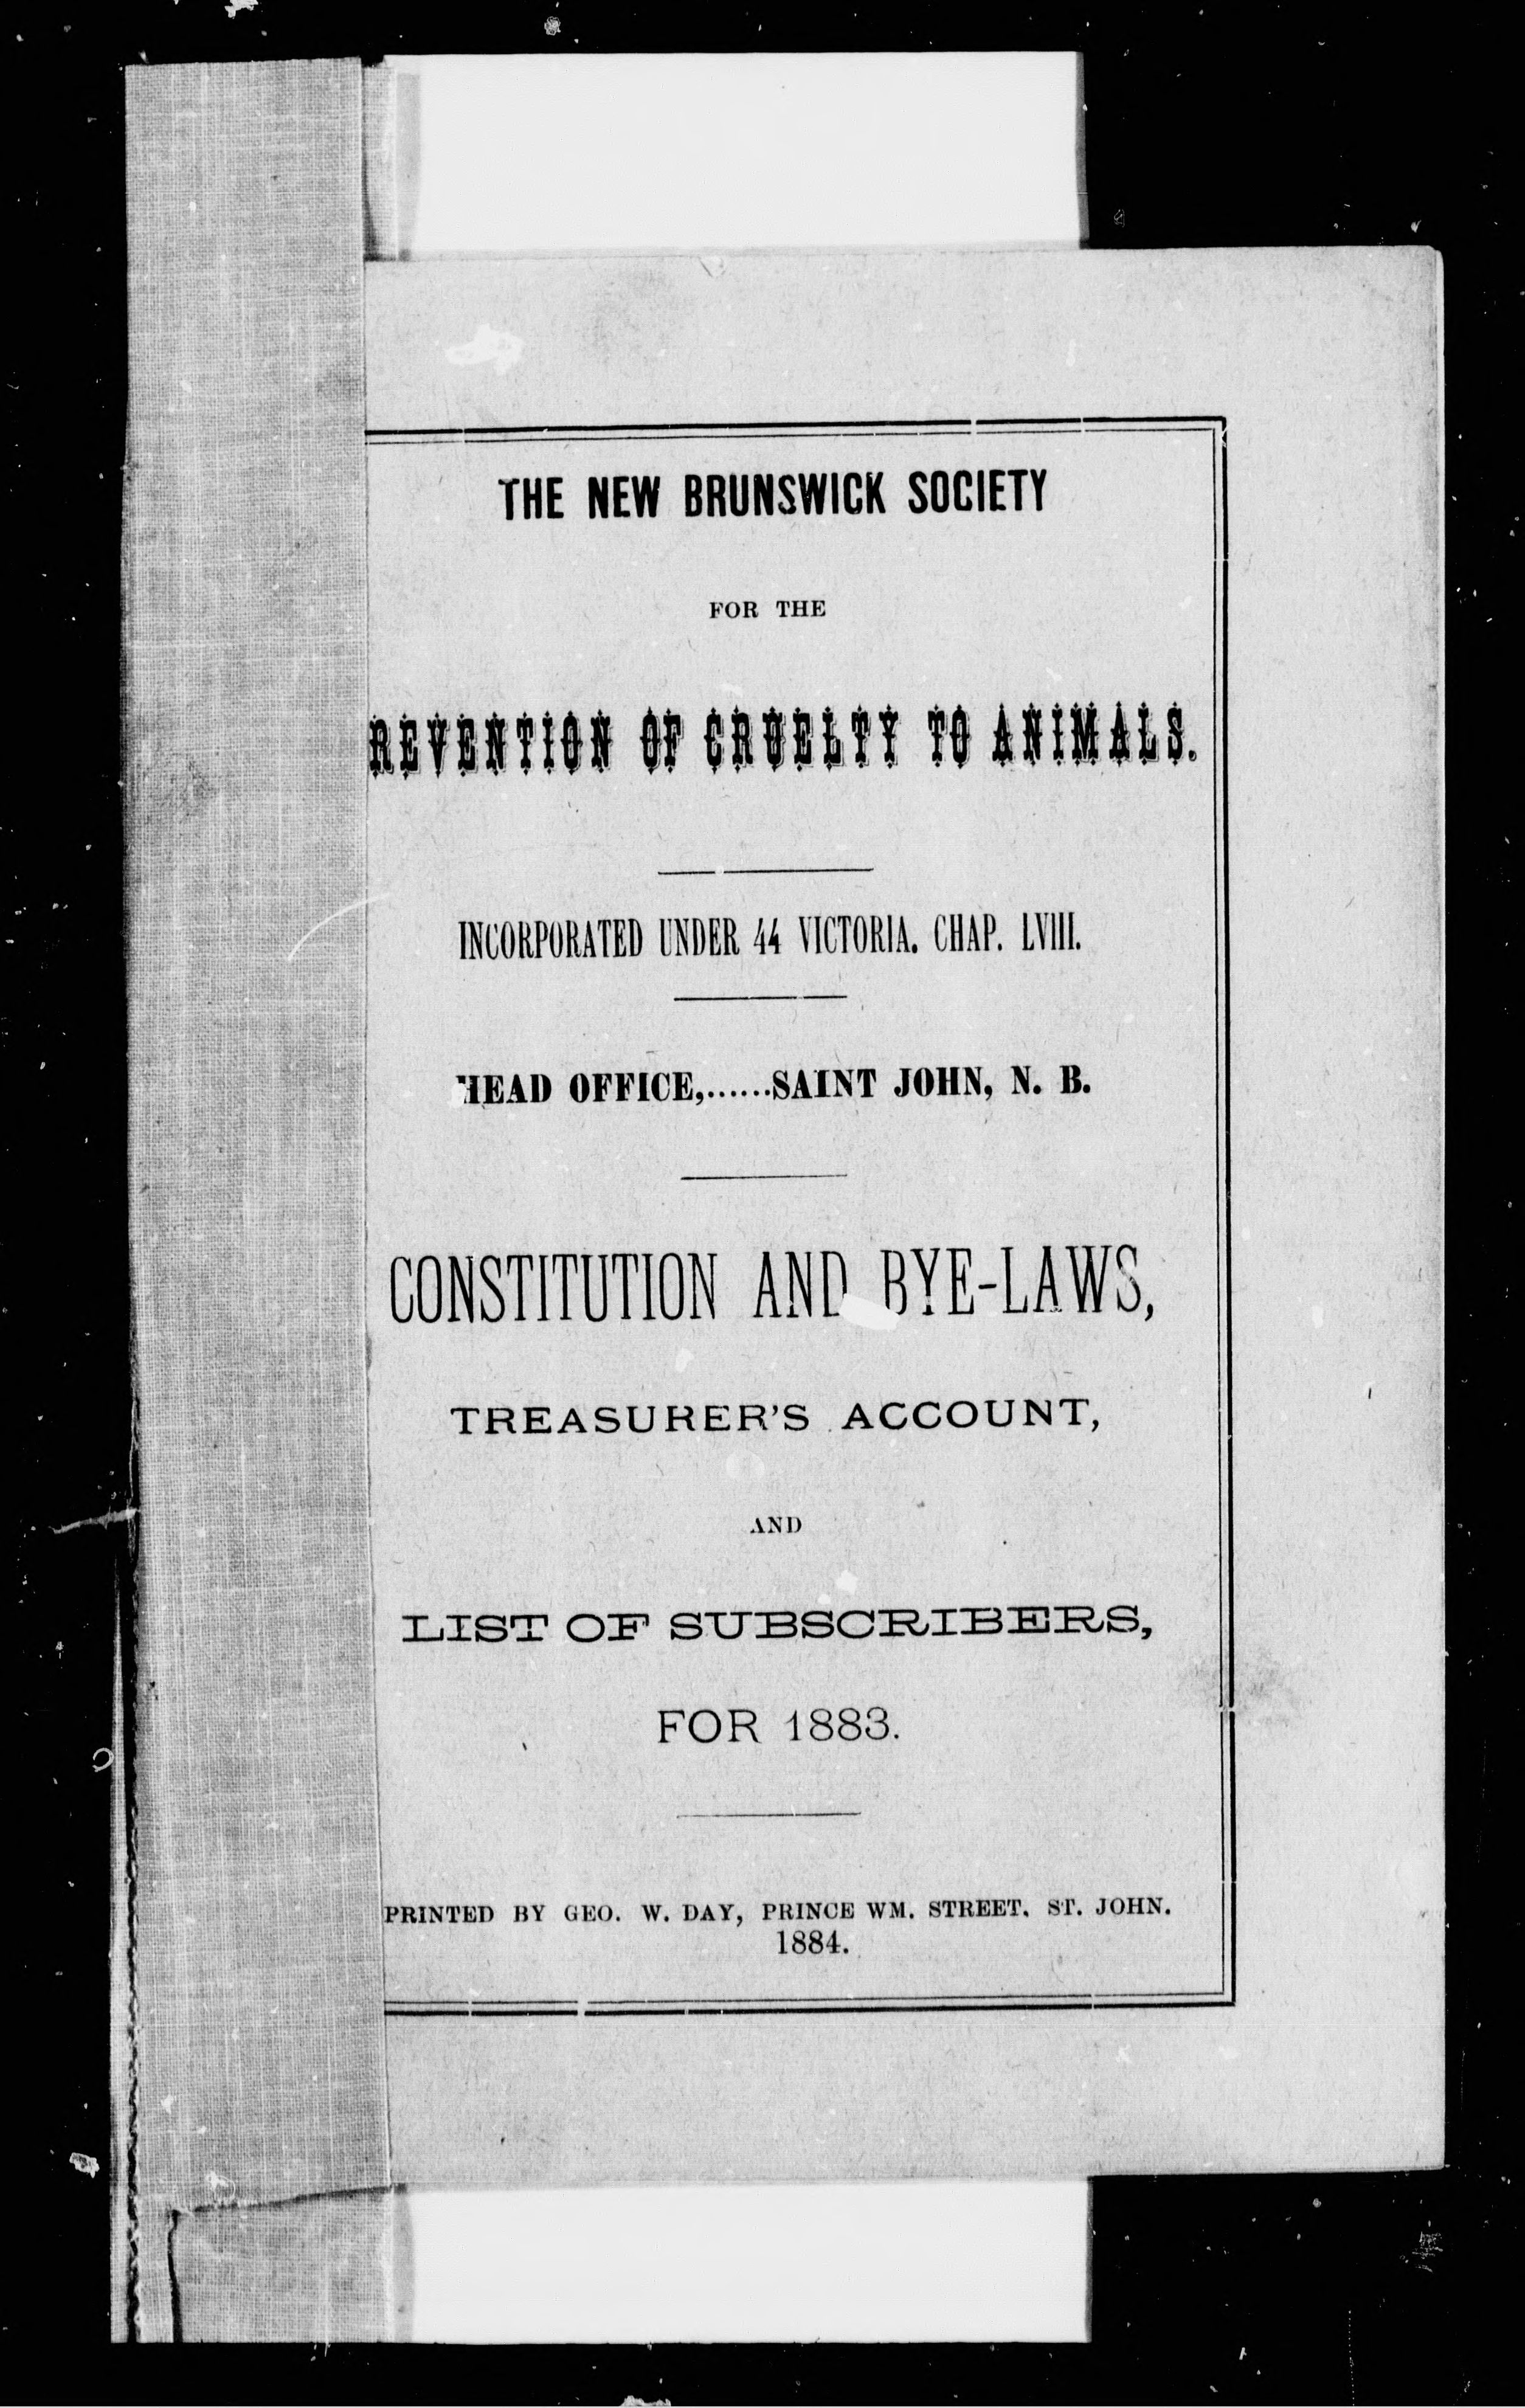 THE NEW BRUNSWICK SOCIETY
FOR THE
REVENTION OF CRUELTY TO ANIMALS.
INCORPORATED UNDER 44 VICTORIA. CHAP. LVIII.
HEAD OFFICE,......SAINT JOHN, N. B.
CONSTITUTION AND BYE-LAWS,
TREASURER'S ACCOUNT,
AND
LIST OF SUBSCRIBERS,
FOR 1883.
PRINTED BY GEO. W. DAY, PRINCE WM. STREET. ST. JOHN.
1884.